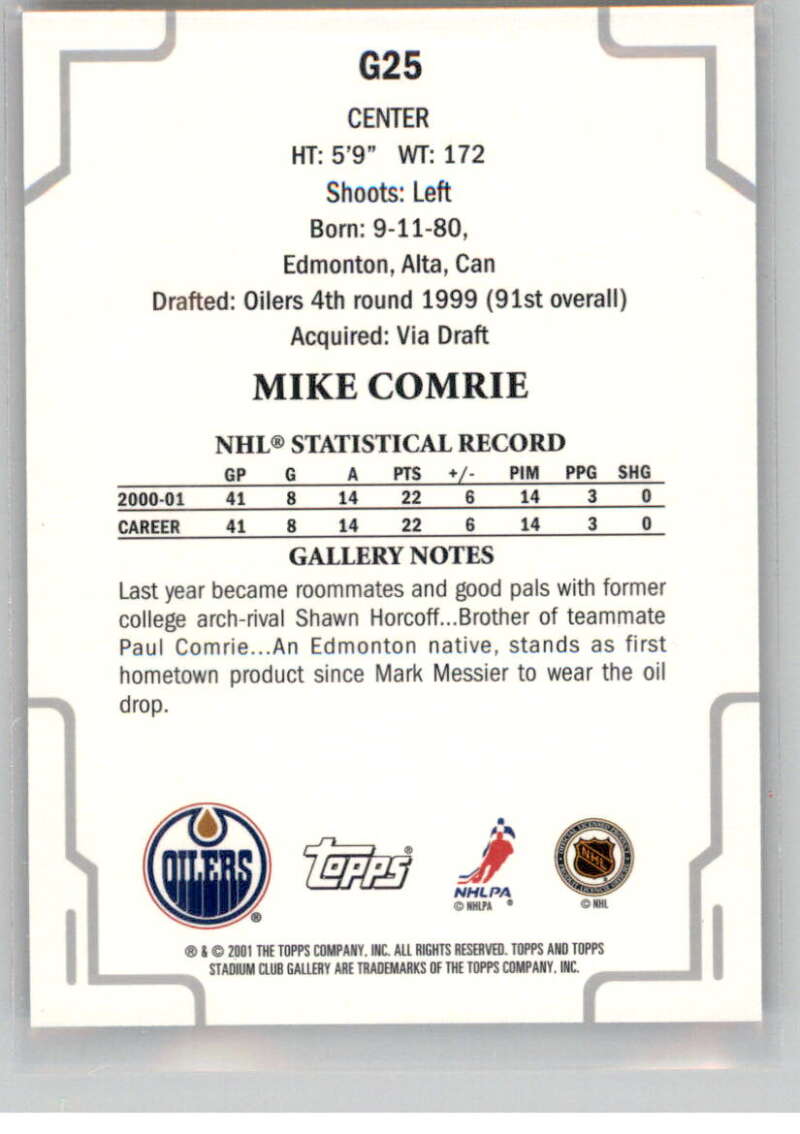 G25
CENTER
HT: 5'9" WT: 172
Shoots: Left
Born: 9-11-80,
Edmonton, Alta, Can
Drafted: Oilers 4th round 1999 (91st overall)
Acquired: Via Draft
MIKE COMRIE
NHL® STATISTICAL RECORD
GP G A PTS +/- PIM PPG SHG
2000-01 41 8 14 22 6 14 3 0
CAREER 41 8 14 22 6 14 3 0
GALLERY NOTES
Last year became roommates and good pals with former
college arch-rival Shawn Horcoff...Brother of teammate
Paul Comrie...An Edmonton native, stands as first
hometown product since Mark Messier to wear the oil
drop.
OILERS ®
Topps ®
NHLPA
© NHLPA ®
NHL
© NHL
® & © 2001 THE TOPPS COMPANY, INC. ALL RIGHTS RESERVED. TOPPS AND TOPPS
STADIUM CLUB GALLERY ARE TRADEMARKS OF THE TOPPS COMPANY, INC.